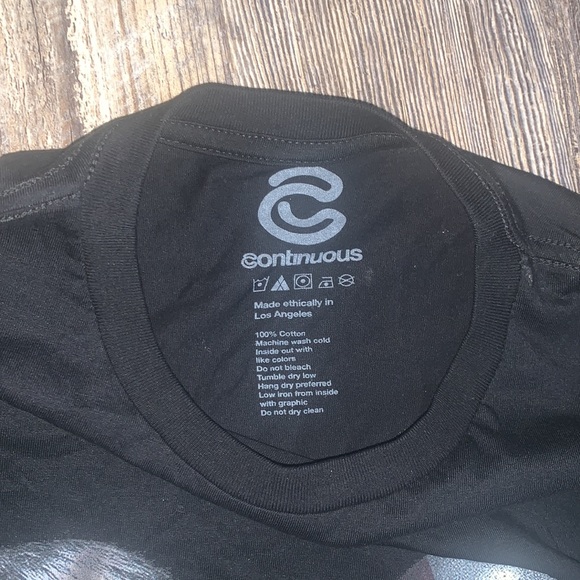 continuous
Made ethically in
Los Angeles
100% Cotton
Machine wash cold
Inside out with
like colors
Do not bleach
Tumble dry low
Hang dry preferred
Low iron from inside
with graphic
Do not dry clean